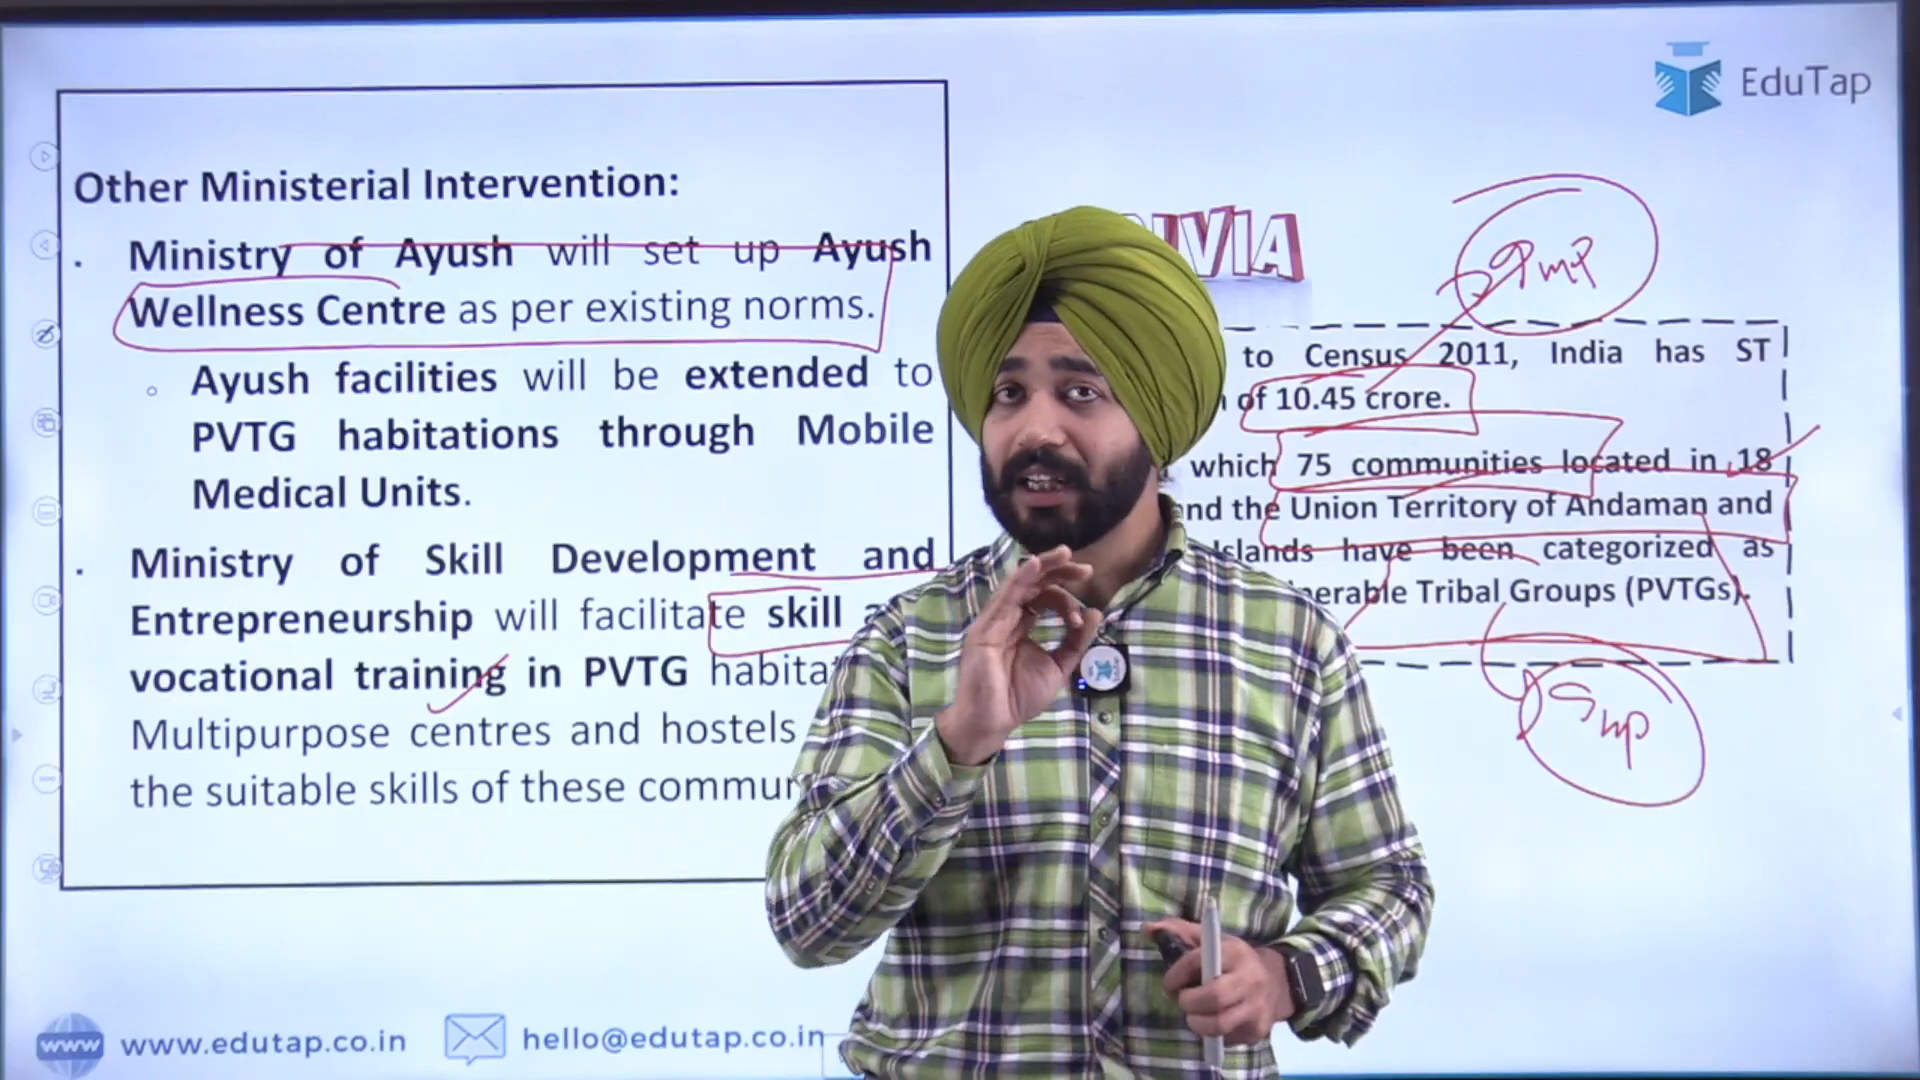 EduTap
Other Ministerial Intervention:
. Ministry of Ayush will set up Ayush
Wellness Centre as per existing norms.
Ayush facilities will be extended to
PVTG habitations through Mobile
Medical Units.
. Ministry of Skill Development and
Entrepreneurship will facilitate skill
vocational training in PVTG
Multipurpose centres and hostels
the suitable skills of these
to Census 2011, India has ST
of 10.45 crore.
which 75 communities located in 18
the Union Territory of Andaman and
have been categorized as
Tribal Groups (PVTGs).
Imp
www www.edutap.co.in
hello@edutap.co.in